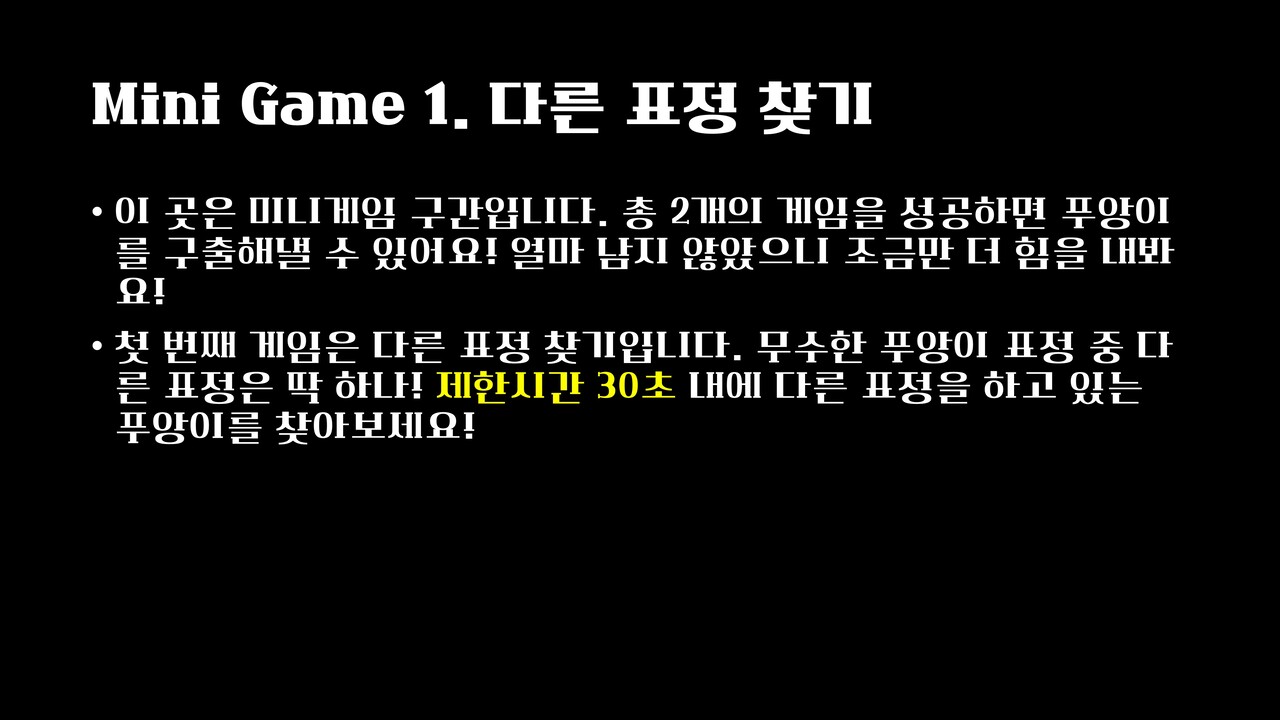 Mini Game 1. 다른 표정 찾기
• 이 곳은 미니게임 구간입니다. 총 2개의 게임을 성공하면 푸앙이
를 구출해낼 수 있어요! 얼마 남지 않았으니 조금만 더 힘을 내봐
요!
• 첫 번째 게임은 다른 표정 찾기입니다. 무수한 푸앙이 표정 중 다
른 표정은 딱 하나! 제한시간 30초 내에 다른 표정을 하고 있는
푸앙이를 찾아보세요!